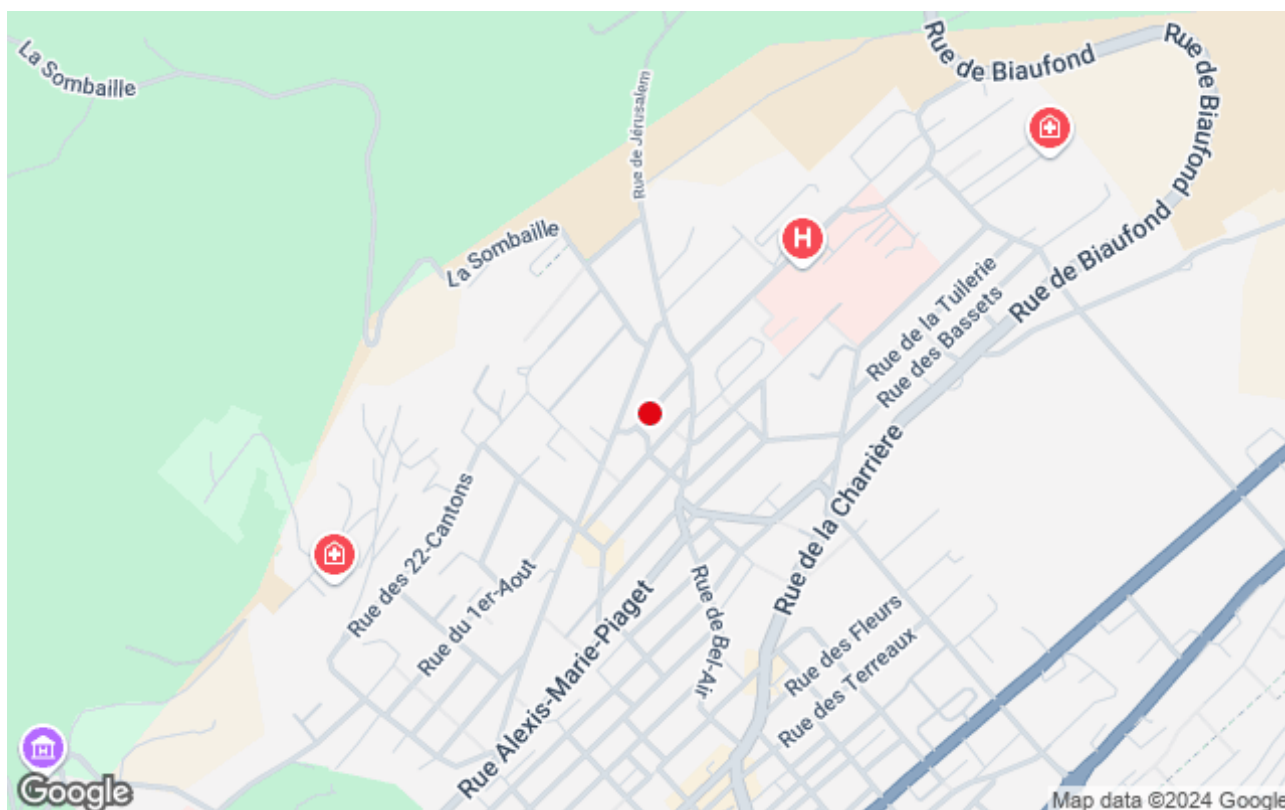 La Sombaille
Rue de Biaufond
Rue de Biaufond
Rue de Jérusalem
H
La Sombaille
Rue de la Tuilerie
Rue des Bassets
Rue de Biaufond
Rue de la Charrière
Rue des 22-Cantons
Rue du 1er-Aout
Rue Alexis-Marie-Piaget
Rue de Bel-Air
Rue des Fleurs
Rue des Terreaux
Google
Map data ©2024 Google